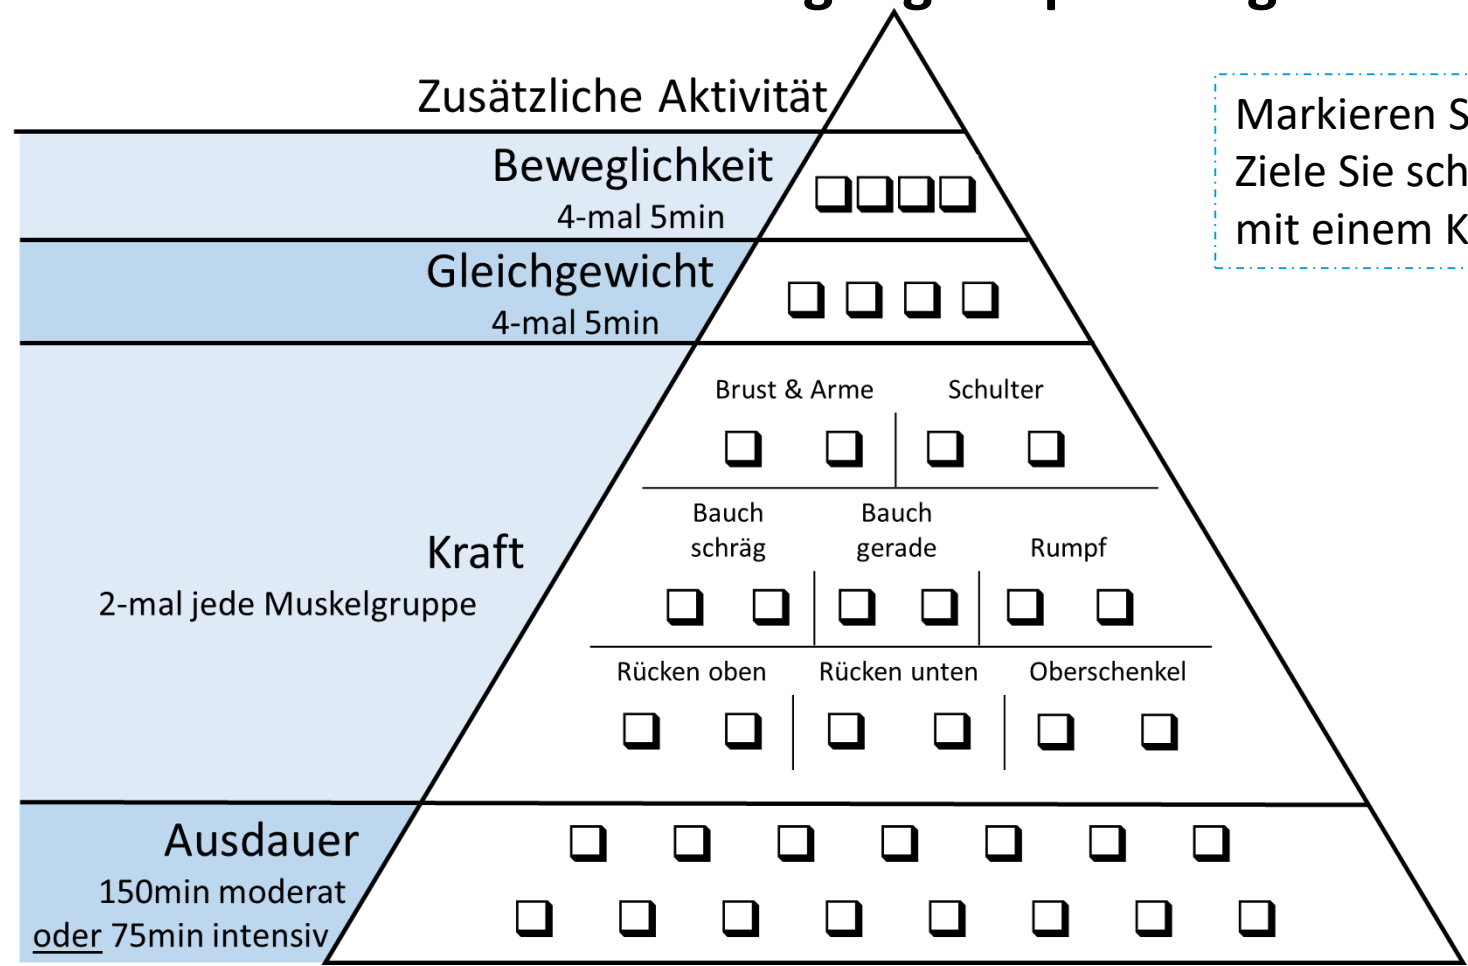 Zusätzliche Aktivität
Markieren S
Ziele Sie sch
mit einem K
Beweglichkeit
4-mal 5min
Gleichgewicht
4-mal 5min
Brust & Arme
Schulter
Bauch schräg
Bauch gerade
Rumpf
Kraft
2-mal jede Muskelgruppe
Rücken oben
Rücken unten
Oberschenkel
Ausdauer
150min moderat
oder 75min intensiv